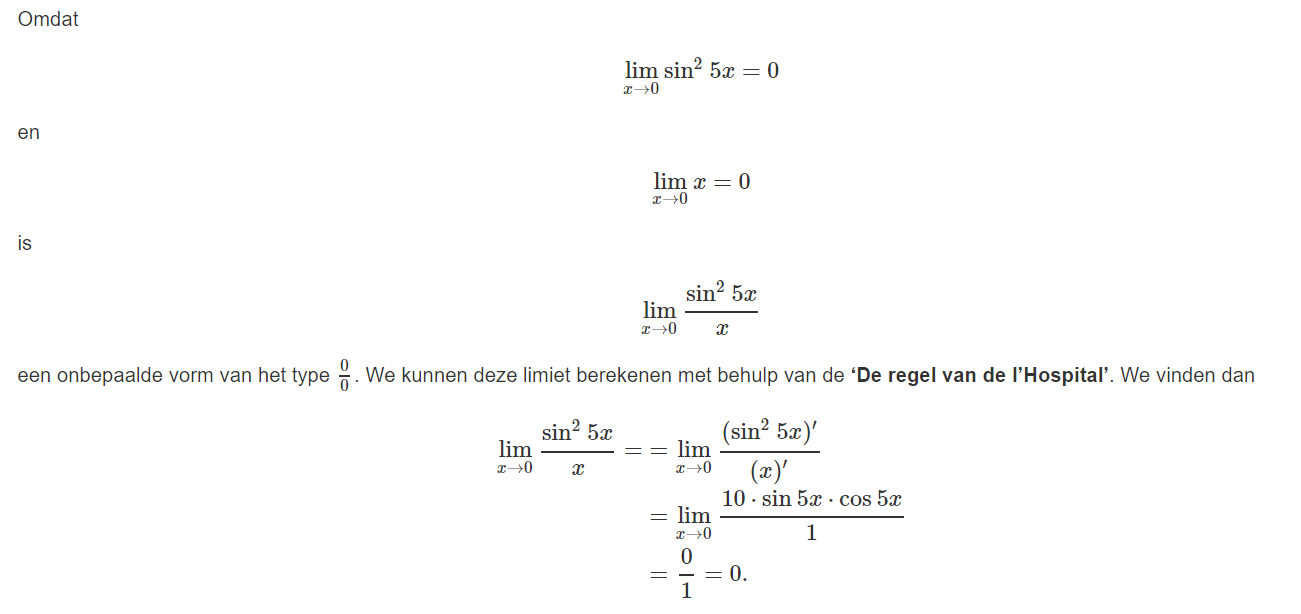 Omdat
$$\lim_{x \to 0} \sin^2 5x = 0$$
en
$$\lim_{x \to 0} x = 0$$
is
$$\lim_{x \to 0} \frac{\sin^2 5x}{x}$$
een onbepaalde vorm van het type $\frac{0}{0}$. We kunnen deze limiet berekenen met behulp van de ‘De regel van de l’Hospital’. We vinden dan
$$\lim_{x \to 0} \frac{\sin^2 5x}{x} = = \lim_{x \to 0} \frac{(\sin^2 5x)'}{(x)'}$$
$$= \lim_{x \to 0} \frac{10 \cdot \sin 5x \cdot \cos 5x}{1}$$
$$= \frac{0}{1} = 0.$$